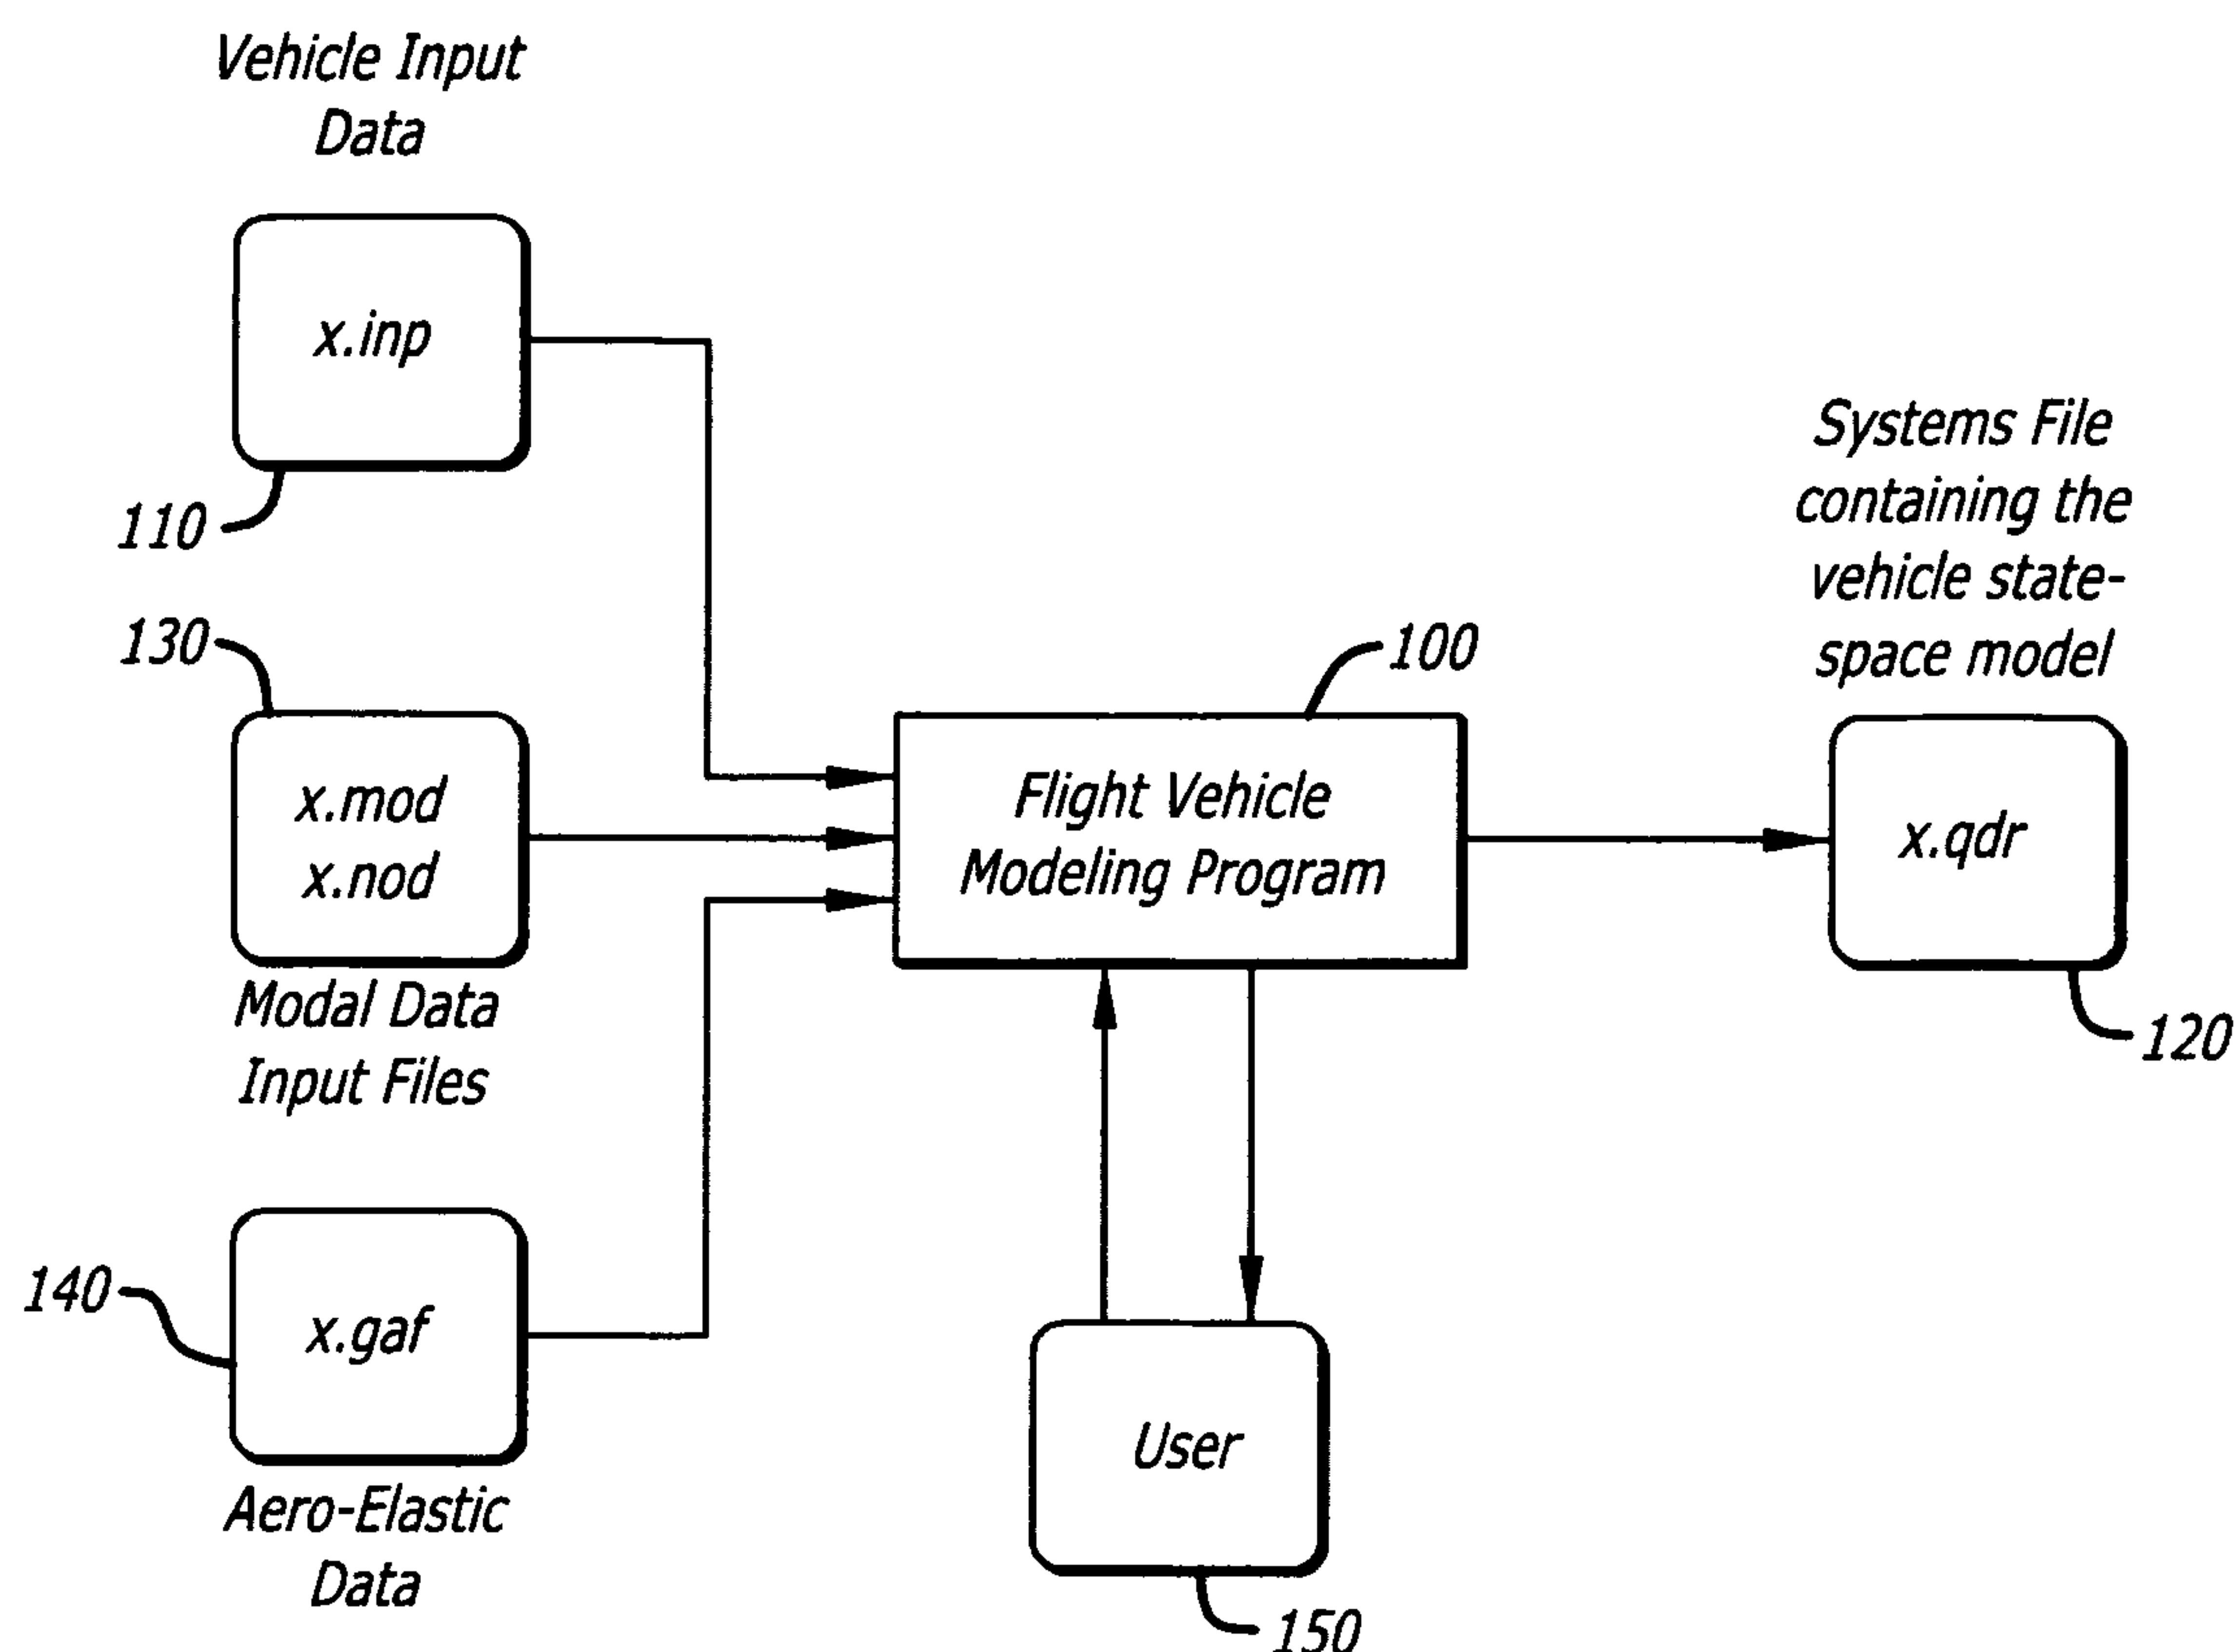 Vehicle Input
Data
x.inp
110
130
x.mod
x.nod
Modal Data
Input Files
140
x.gaf
Aero-Elastic
Data
100
Flight Vehicle
Modeling Program
User
150
Systems File
containing the
vehicle state-
space model
x.qdr
120